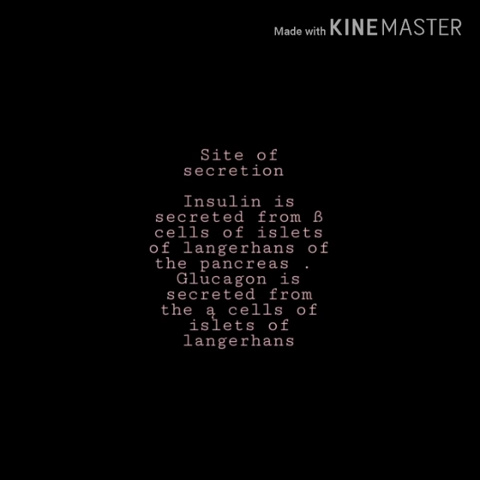 Made with KINEMASTER
Site of
secretion
Insulin is
secreted from ß
cells of islets
of langerhans of
the pancreas .
Glucagon is
secreted from
the ą cells of
islets of
langerhans